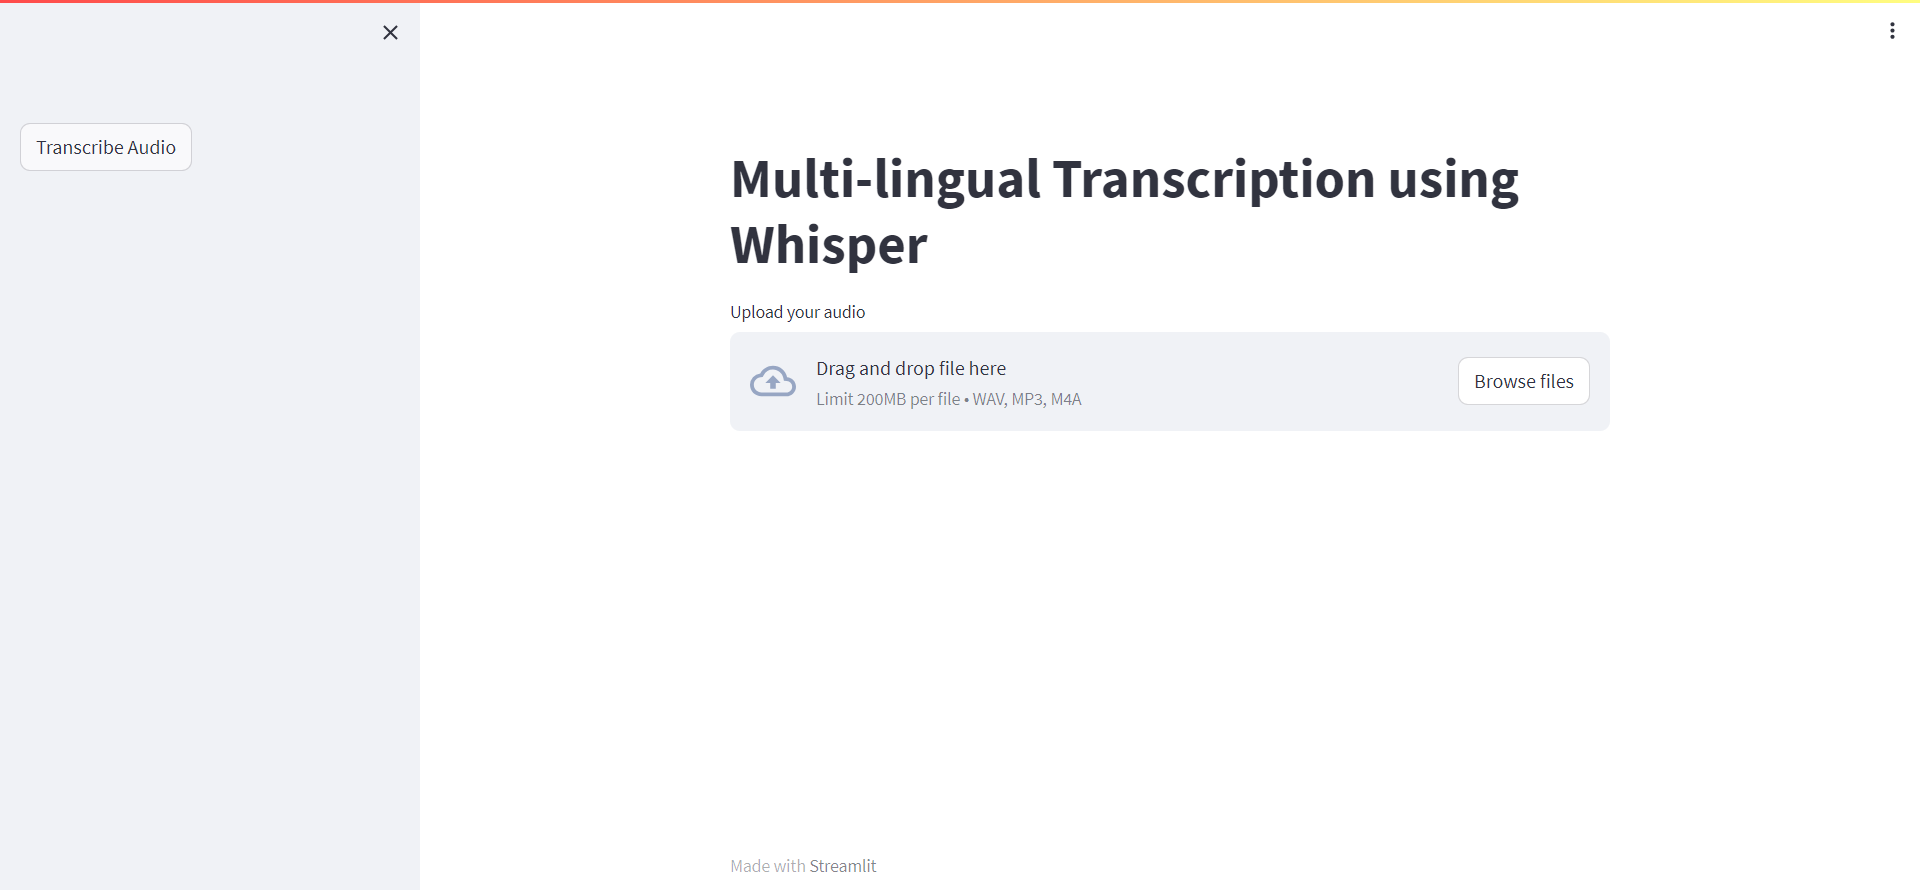 Transcribe Audio
Multi-lingual Transcription using
Whisper
Upload your audio
Drag and drop file here
Limit 200MB per file • WAV, MP3, M4A
Browse files
Made with Streamlit